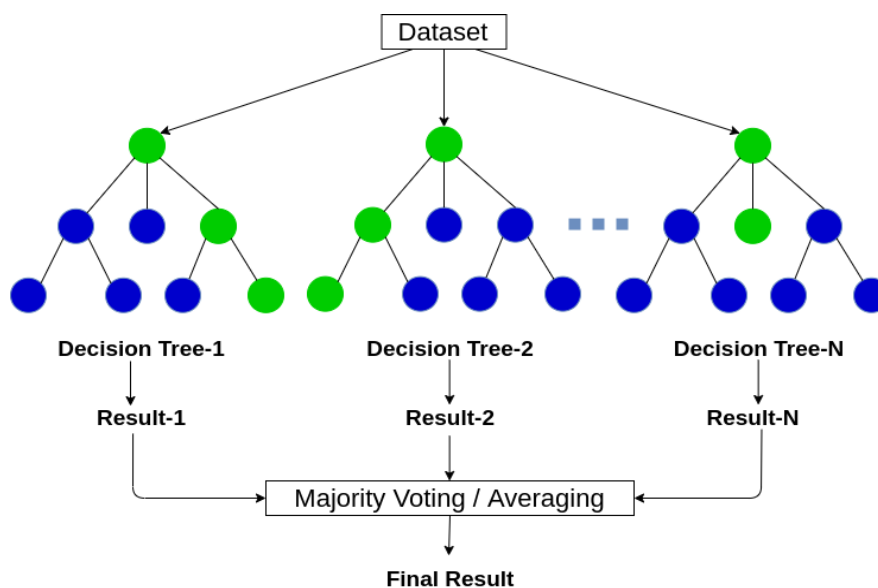 Dataset
Decision Tree-1
Decision Tree-2
Decision Tree-N
Result-1
Result-2
Result-N
Majority Voting / Averaging
Final Result